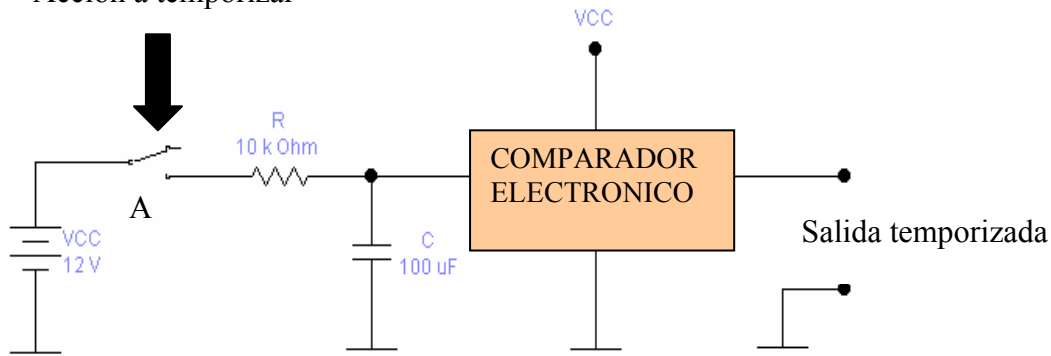 Acción a temporizar
VCC
R
10 k Ohm
COMPARADOR
ELECTRONICO
A
VCC
12 V
C
100 uF
Salida temporizada